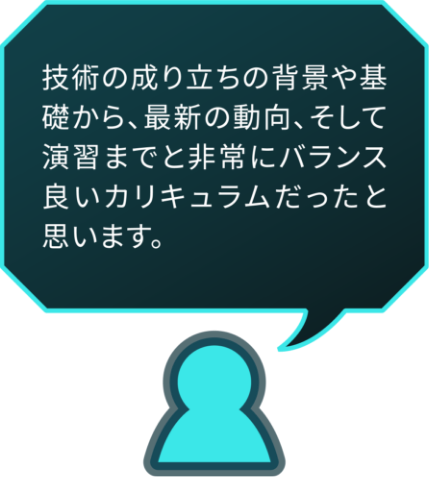 技術の成り立ちの背景や基
礎から、最新の動向、そして
演習までと非常にバランス
良いカリキュラムだったと
思います。